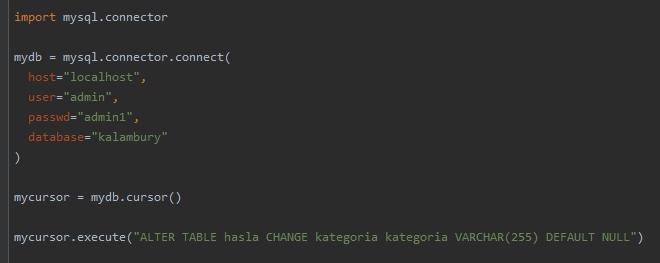 import mysql.connector
mydb = mysql.connector.connect(
host="localhost",
user="admin",
passwd="admin1",
database="kalambury"
)
mycursor = mydb.cursor()
mycursor.execute("ALTER TABLE hasla CHANGE kategoria kategoria VARCHAR(255) DEFAULT NULL")